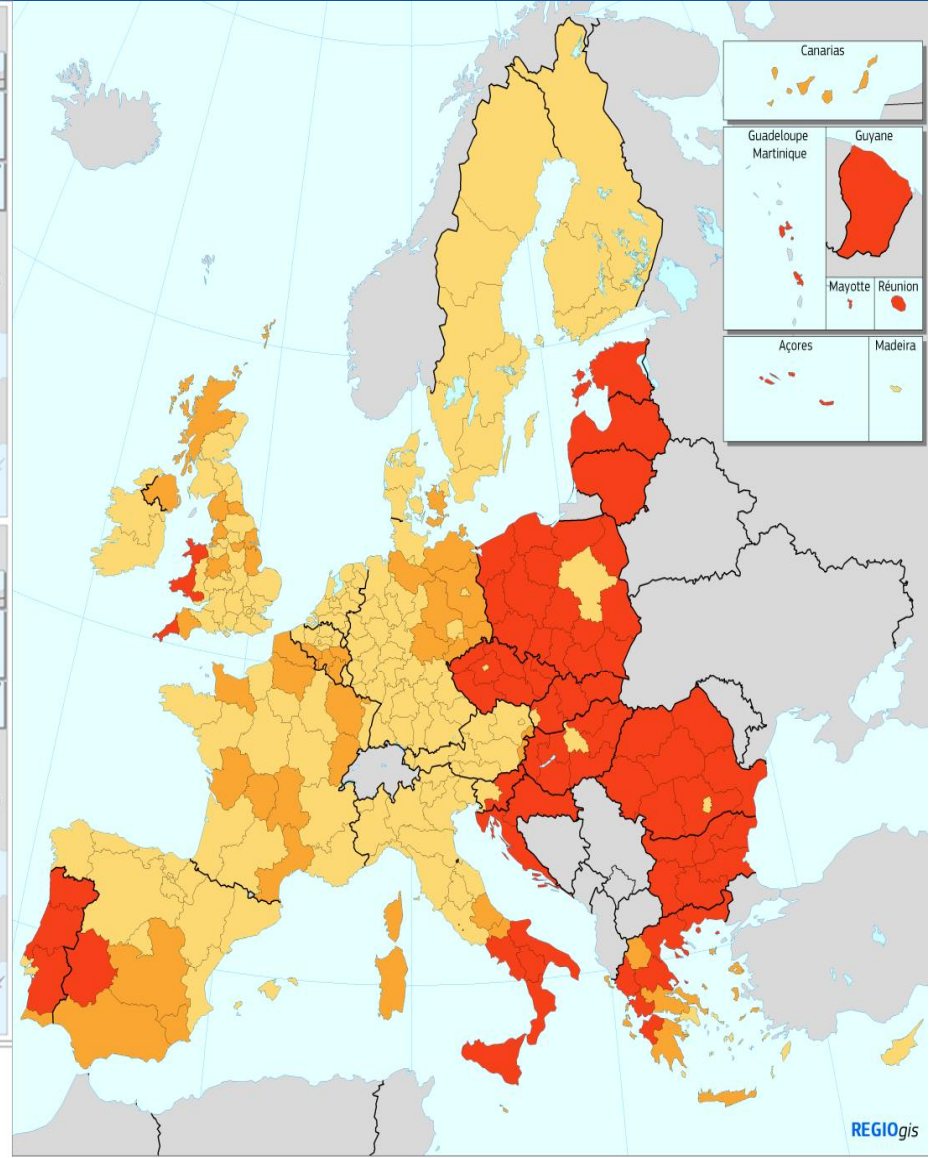 Canarias
Guadeloupe
Martinique
Guyane
Mayotte
Réunion
Açores
Madeira
REGIOgis